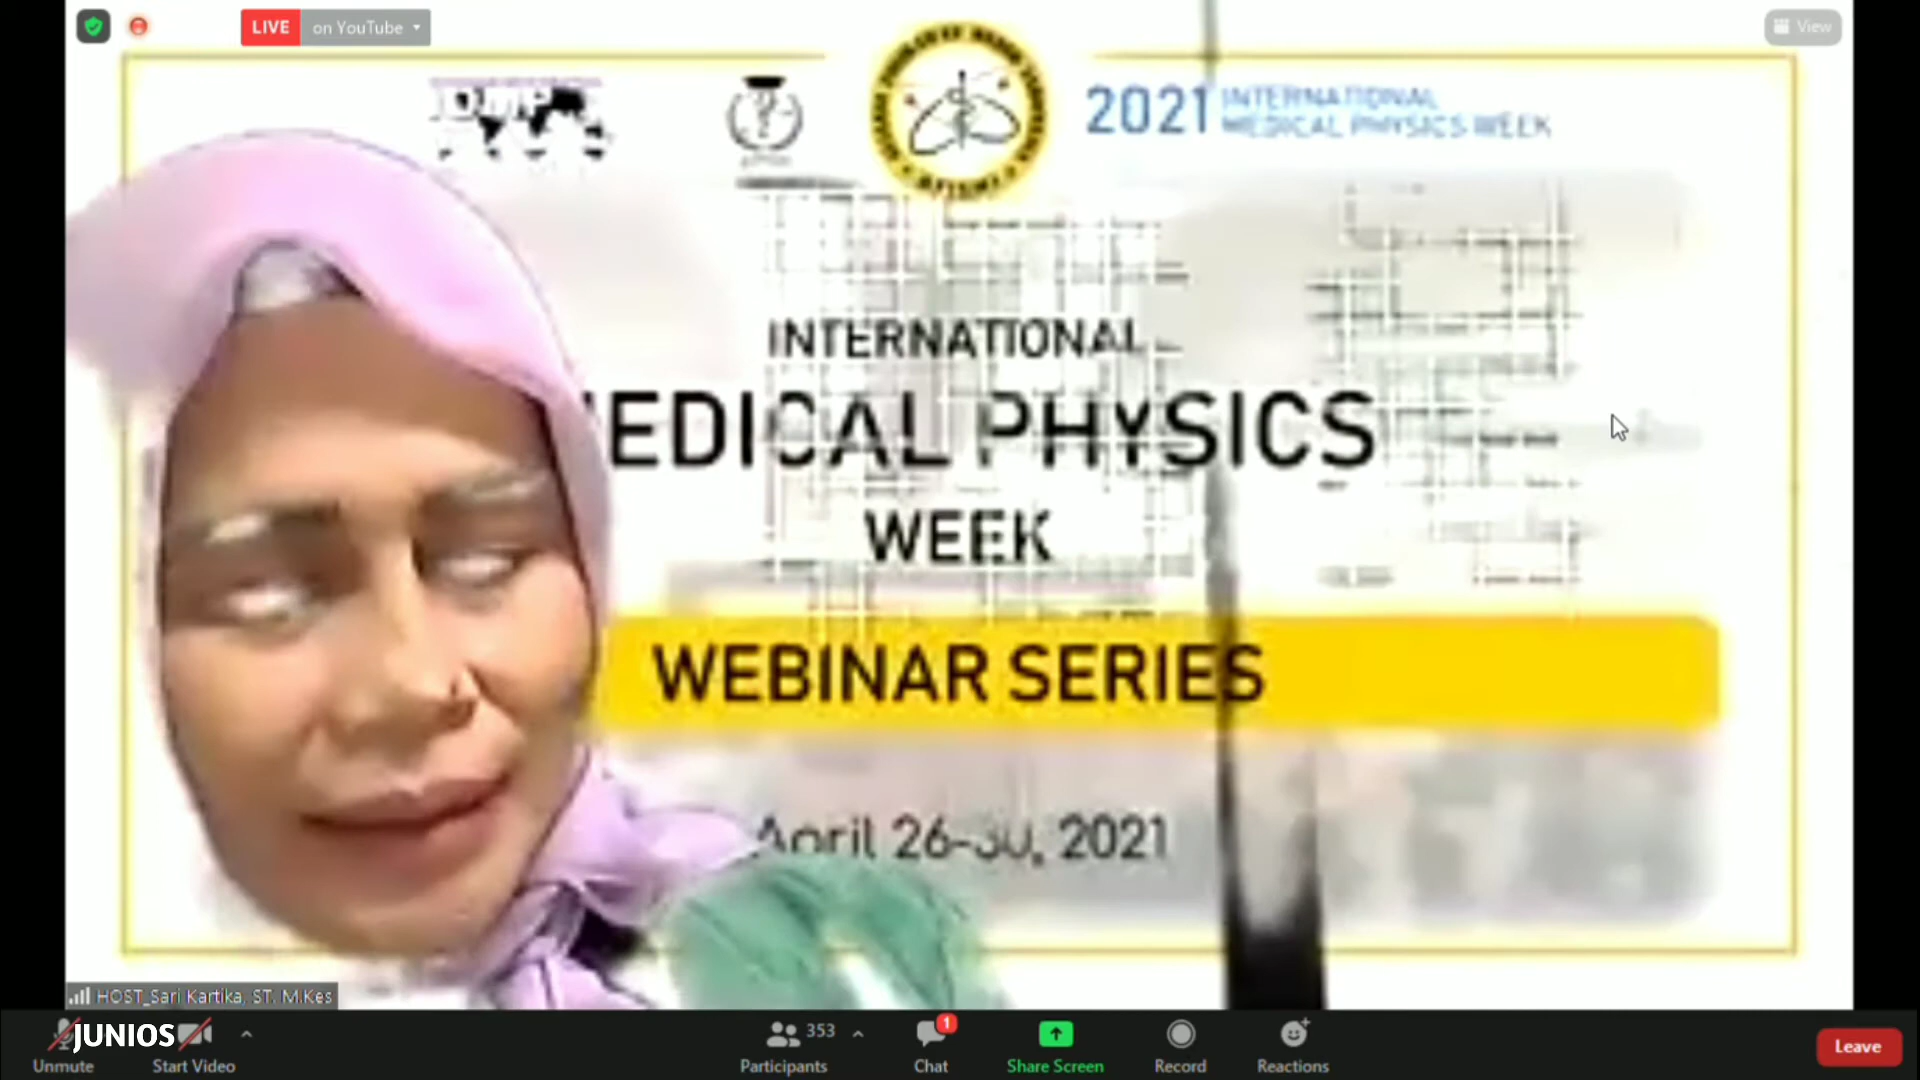 LIVE on YouTube
View
2021 INTERNATIONAL
MEDICAL PHYSICS WEEK
INTERNATIONAL
EDICAL PHYSICS
WEEK
WEBINAR SERIES
April 26-30, 2021
HOST_Sari Kartika, ST. M.Kes
JUNIOS
353
1
Unmute
Start Video
Participants
Chat
Share Screen
Record
Reactions
Leave